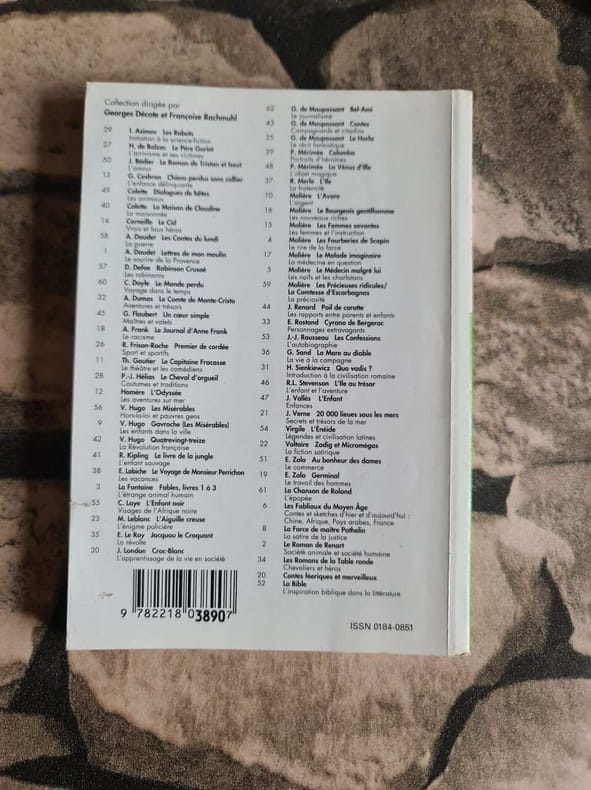 Collection dirigée par
Georges Décote et Françoise Rachmuhl
29 I. Asimov Les Robots
Initiation à la science-fiction
27 H. de Balzac Le Père Goriot
L'arrivisme et ses victimes
50 J. Bédier Le Roman de Tristan et Iseut
L'amour
13 G. Cesbron Chiens perdus sans collier
L'enfance délinquante
49 Colette Dialogues de bêtes
Les animaux
40 Colette La Maison de Claudine
La maisonnée
14 Corneille Le Cid
Vrais et faux héros
58 A. Daudet Les Contes du lundi
La guerre
1 A. Daudet Lettres de mon moulin
Le sourire de la Provence
57 D. Defoe Robinson Crusoé
Les robinsons
60 C. Doyle Le Monde perdu
Voyage dans le temps
32 A. Dumas Le Comte de Monte-Cristo
Aventures et trésors
45 G. Flaubert Un cœur simple
Maîtres et valets
18 A. Frank Le Journal d'Anne Frank
Le racisme
26 R. Frison-Roche Premier de cordée
Sport et sportifs
11 Th. Gautier Le Capitaine Fracasse
Le théâtre et les comédiens
28 P.-J. Hélias Le Cheval d'orgueil
Coutumes et traditions
12 Homère L'Odyssée
Les aventures sur mer
56 V. Hugo Les Misérables
Hors-la-loi et pauvres gens
9 V. Hugo Gavroche (Les Misérables)
Les enfants dans la ville
42 V. Hugo Quatrevingt-treize
La Révolution française
41 R. Kipling Le livre de la jungle
L'enfant sauvage
38 E. Labiche Le Voyage de Monsieur Perrichon
Les vacances
3 La Fontaine Fables, livres 1 à 3
L'étrange animal humain
55 C. Laye L'Enfant noir
Visages de l'Afrique noire
23 M. Leblanc L'Aiguille creuse
L'énigme policière
35 E. Le Roy Jacquou le Croquant
La révolte
30 J. London Croc-Blanc
L'apprentissage de la vie en société
62 G. de Maupassant Bel-Ami
Le journalisme
43 G. de Maupassant Contes
Campagnards et citadins
35 G. de Maupassant Le Horla
Le récit fantastique
39 P. Mérimée Colomba
Portraits d'héroïnes
48 P. Mérimée La Vénus d'Ille
L'objet magique
37 R. Merle L'Ile
La fraternité
10 Molière L'Avare
L'argent
16 Molière Le Bourgeois gentilhomme
Les nouveaux riches
15 Molière Les Femmes savantes
Les femmes et l'instruction
4 Molière Les Fourberies de Scapin
Le rire de la farce
17 Molière Le Malade imaginaire
La médecine en question
5 Molière Le Médecin malgré lui
Les naïfs et les charlatans
59 Molière Les Précieuses ridicules/
La Comtesse d'Escarbagnas
La préciosité
44 J. Renard Poil de carotte
Les rapports entre parents et enfants
33 E. Rostand Cyrano de Bergerac
Personnages extravagants
53 J.-J. Rousseau Les Confessions
L'autobiographie
36 G. Sand La Mare au diable
La vie à la campagne
31 H. Sienkiewicz Quo vadis ?
Introduction à la civilisation romaine
46 R.L. Stevenson L'Ile au trésor
L'enfant et l'aventure
47 J. Vallès L'Enfant
Enfances
21 J. Verne 20 000 lieues sous les mers
Secrets et trésors de la mer
54 Virgile L'Enéide
Légendes et civilisation latines
22 Voltaire Zadig et Micromégas
La fiction satirique
51 E. Zola Au bonheur des dames
Le commerce
19 E. Zola Germinal
Le travail des hommes
61 La Chanson de Roland
L'épopée
6 Les Fabliaux du Moyen Âge
Contes et sketches d'hier et d'aujourd'hui :
Chine, Afrique, Pays arabes, France
8 La Farce de maître Pathelin
La satire de la justice
2 Le Roman de Renart
Société animale et société humaine
34 Les Romans de la Table ronde
Chevaliers et héros
20 Contes féeriques et merveilleux
52 La Bible
L'inspiration biblique dans la littérature
9 782218 038907
ISSN 0184-0851